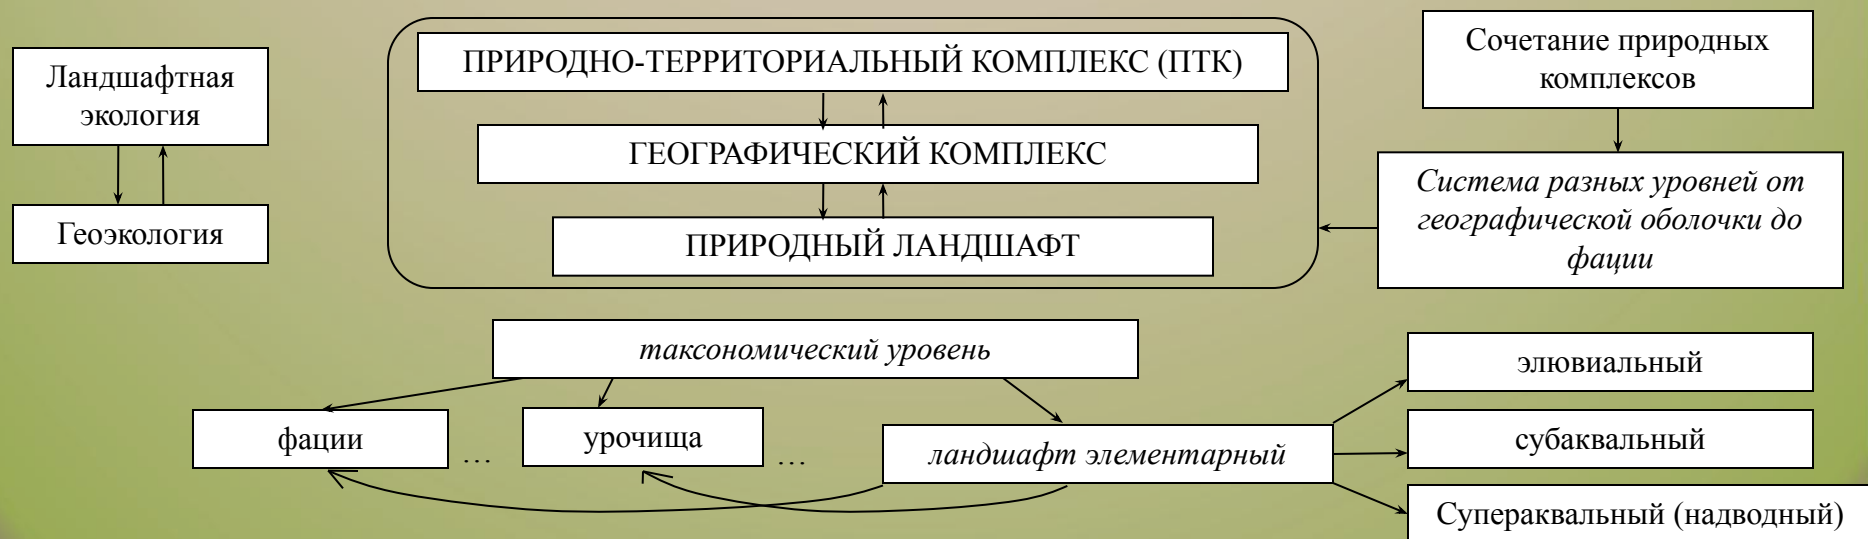 Ландшафтная
экология
Геоэкология
ПРИРОДНО-ТЕРРИТОРИАЛЬНЫЙ КОМПЛЕКС (ПТК)
ГЕОГРАФИЧЕСКИЙ КОМПЛЕКС
ПРИРОДНЫЙ ЛАНДШАФТ
Сочетание природных
комплексов
Система разных уровней от
географической оболочки до
фации
таксономический уровень
фации
...
урочища
...
ландшафт элементарный
элювиальный
субаквальный
Супераквальный (надводный)